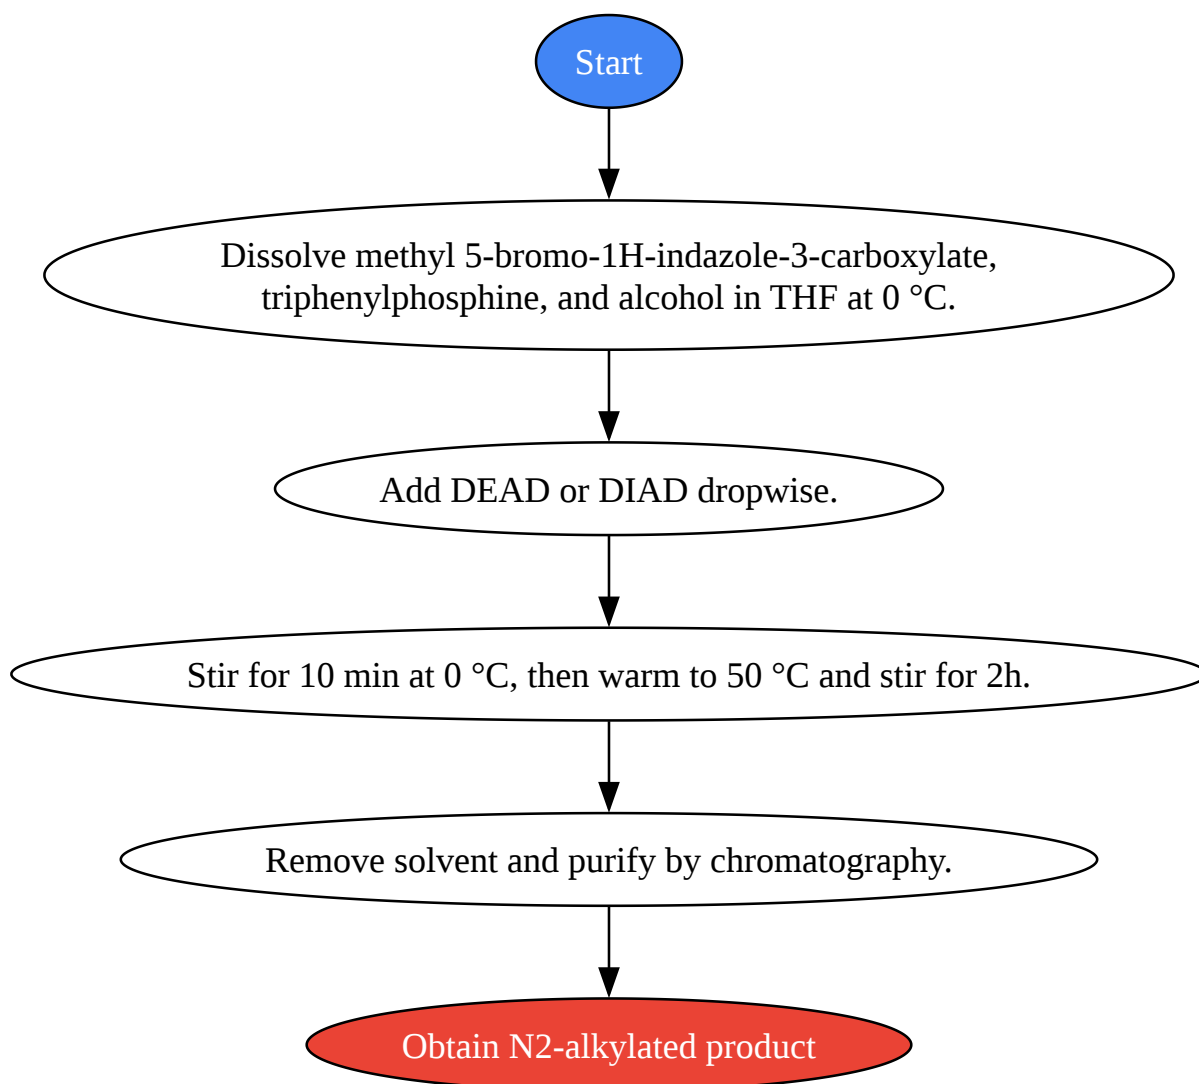 Start
Dissolve methyl 5-bromo-1H-indazole-3-carboxylate,
triphenylphosphine, and alcohol in THF at 0 °C.
Add DEAD or DIAD dropwise.
Stir for 10 min at 0 °C, then warm to 50 °C and stir for 2h.
Remove solvent and purify by chromatography.
Obtain N2-alkylated product